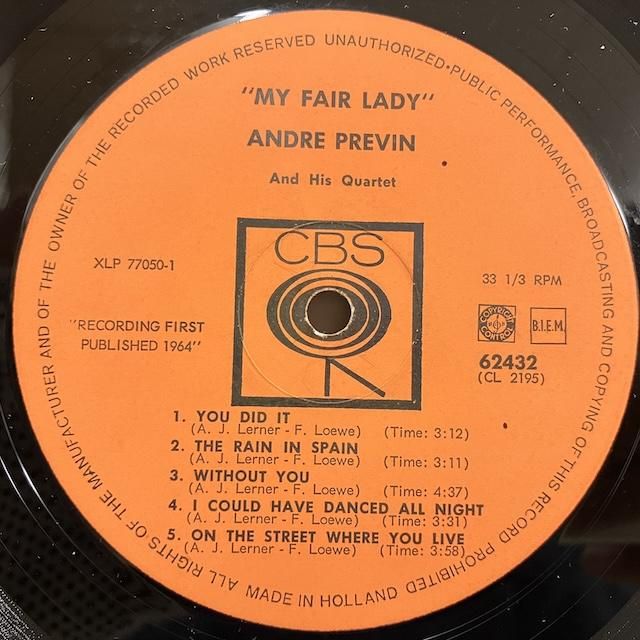 ALL RIGHTS OF THE MANUFACTURER AND OF THE OWNER OF THE RECORDED WORK RESERVED UNAUTHORIZED•PUBLIC PERFORMANCE BROADCASTING AND COPYING OF THIS RECORD PROHIBITED
"MY FAIR LADY"
ANDRE PREVIN
And His Quartet
CBS
XLP 77050-1
33 1/3 RPM
"RECORDING FIRST
PUBLISHED 1964"
COPYRIGHT
CONTROL
B.I.E.M.
62432
(CL 2195)
1. YOU DID IT
(A. J. Lerner - F. Loewe) (Time: 3:12)
2. THE RAIN IN SPAIN
(A. J. Lerner - F. Loewe) (Time: 3:11)
3. WITHOUT YOU
(A. J. Lerner - F. Loewe) (Time: 4:37)
4. I COULD HAVE DANCED ALL NIGHT
(A. J. Lerner - F. Loewe) (Time: 3:31)
5. ON THE STREET WHERE YOU LIVE
(A. J. Lerner - F. Loewe) (Time: 3:58)
MADE IN HOLLAND